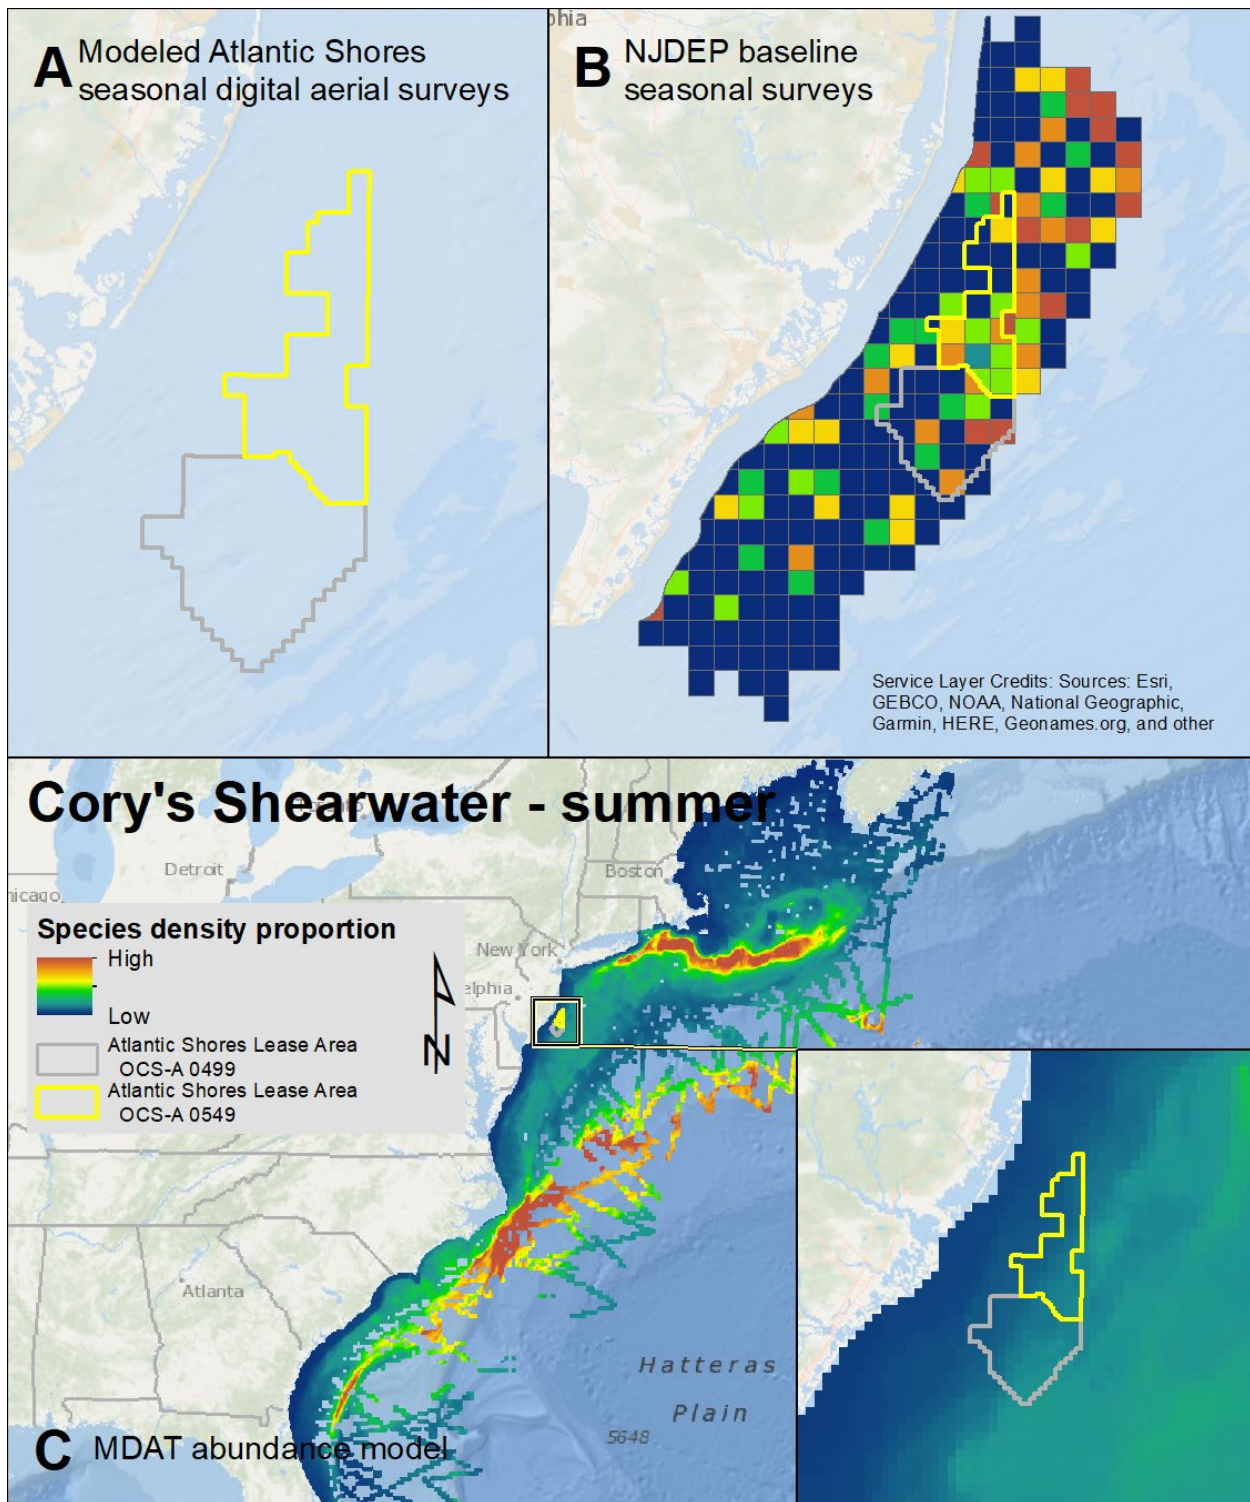 A Modeled Atlantic Shores
seasonal digital aerial surveys
phia
B NJDEP baseline
seasonal surveys
Service Layer Credits: Sources: Esri,
GEBCO, NOAA, National Geographic,
Garmin, HERE, Geonames.org, and other
Cory's Shearwater - summer
Detroit
Boston
hicago
Species density proportion
High
Low
New York
elphia
N
Atlantic Shores Lease Area
OCS-A 0499
Atlantic Shores Lease Area
OCS-A 0549
Atlanta
Hatteras
Plain
5648
C MDAT abundance model